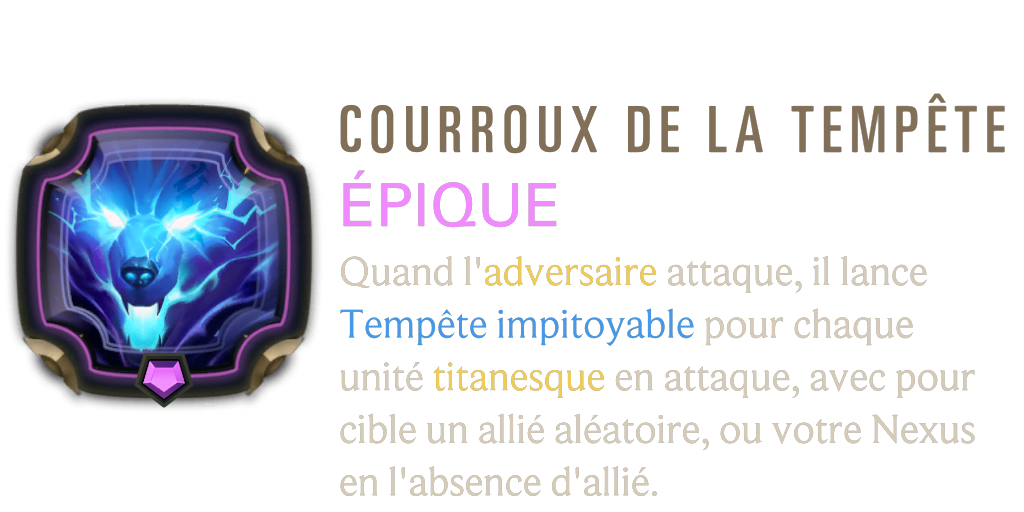 COURROUX DE LA TEMPÊTE
ÉPIQUE
Quand l'adversaire attaque, il lance
Tempête impitoyable pour chaque
unité titanesque en attaque, avec pour
cible un allié aléatoire, ou votre Nexus
en l'absence d'allié.